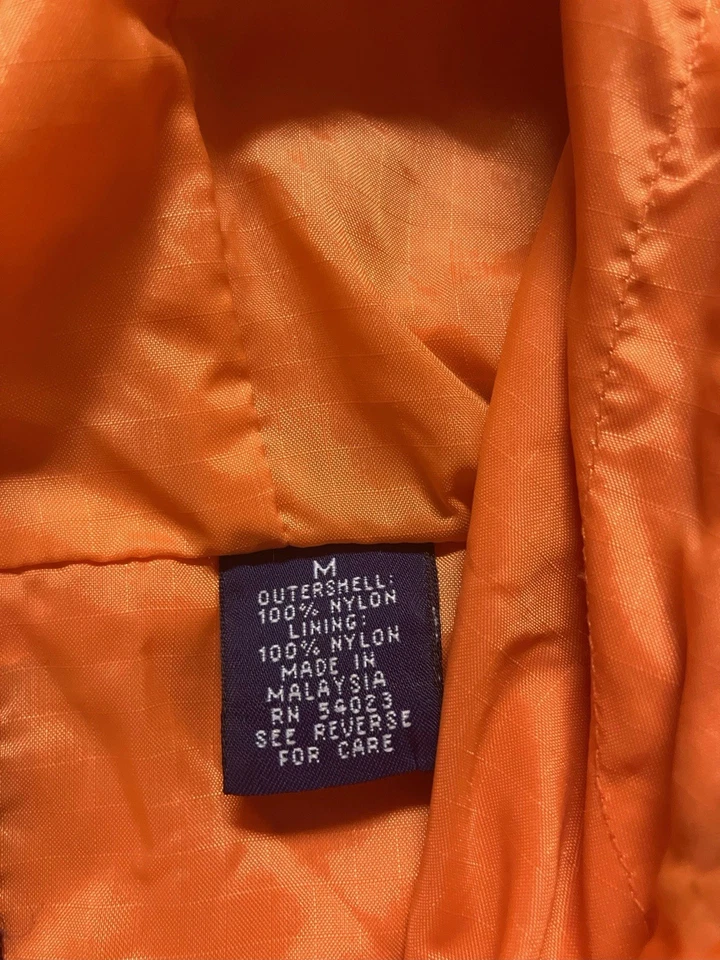 M
OUTERSHELL:
100% NYLON
LINING:
100% NYLON
MADE IN
MALAYSIA
RN 54023
SEE REVERSE
FOR CARE